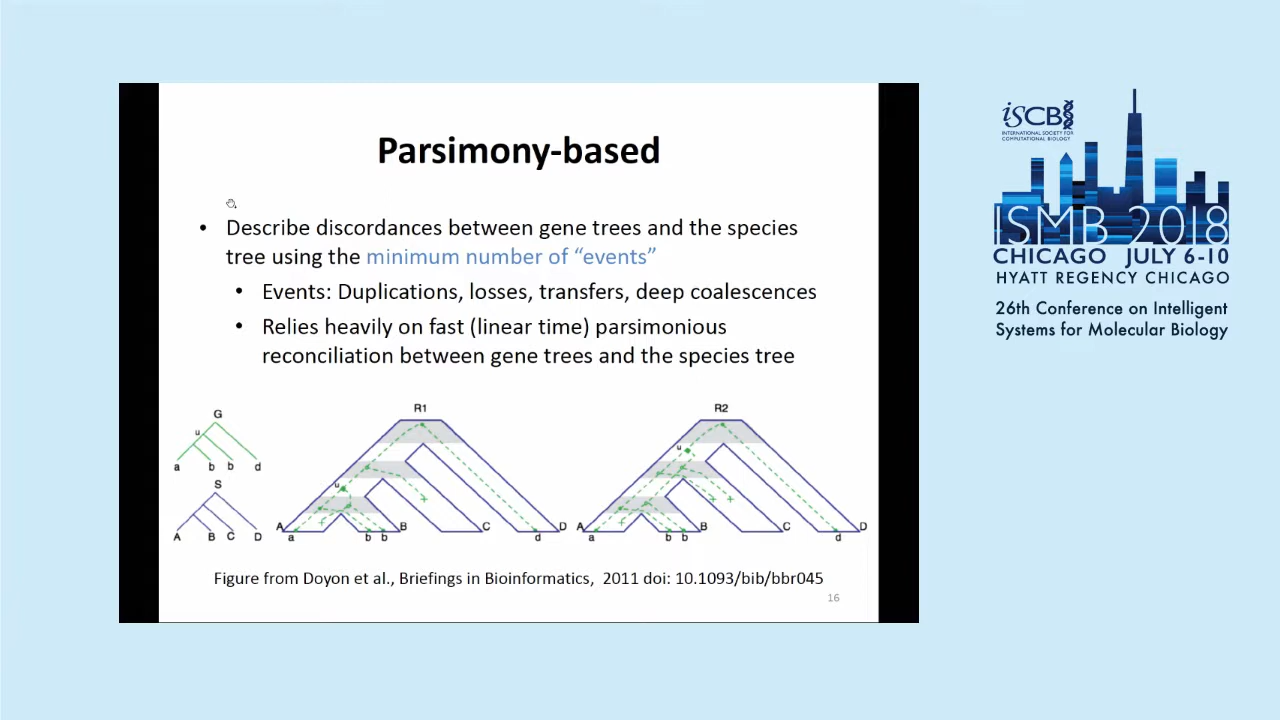 Parsimony-based
• Describe discordances between gene trees and the species
tree using the minimum number of “events”
• Events: Duplications, losses, transfers, deep coalescences
• Relies heavily on fast (linear time) parsimonious
reconciliation between gene trees and the species tree
G
u
a b b d
S
A B C D
R1
u
A B C D
a b b d
R2
u
A B C D
a b b d
Figure from Doyon et al., Briefings in Bioinformatics, 2011 doi: 10.1093/bib/bbr045
16
iSCB
INTERNATIONAL SOCIETY FOR
COMPUTATIONAL BIOLOGY
ISMB 2018
CHICAGO JULY 6-10
HYATT REGENCY CHICAGO
26th Conference on Intelligent
Systems for Molecular Biology